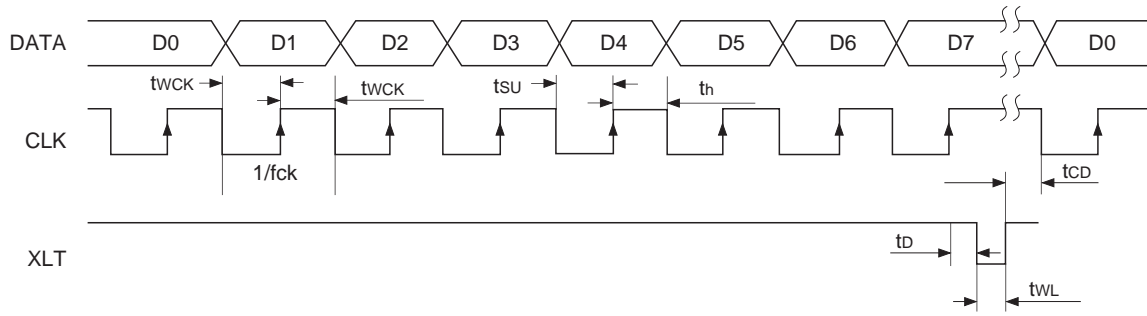 DATA D0 D1 D2 D3 D4 D5 D6 D7 D0
tWCK tWCK tSU th
CLK
1/fck tCD
XLT tD
tWL